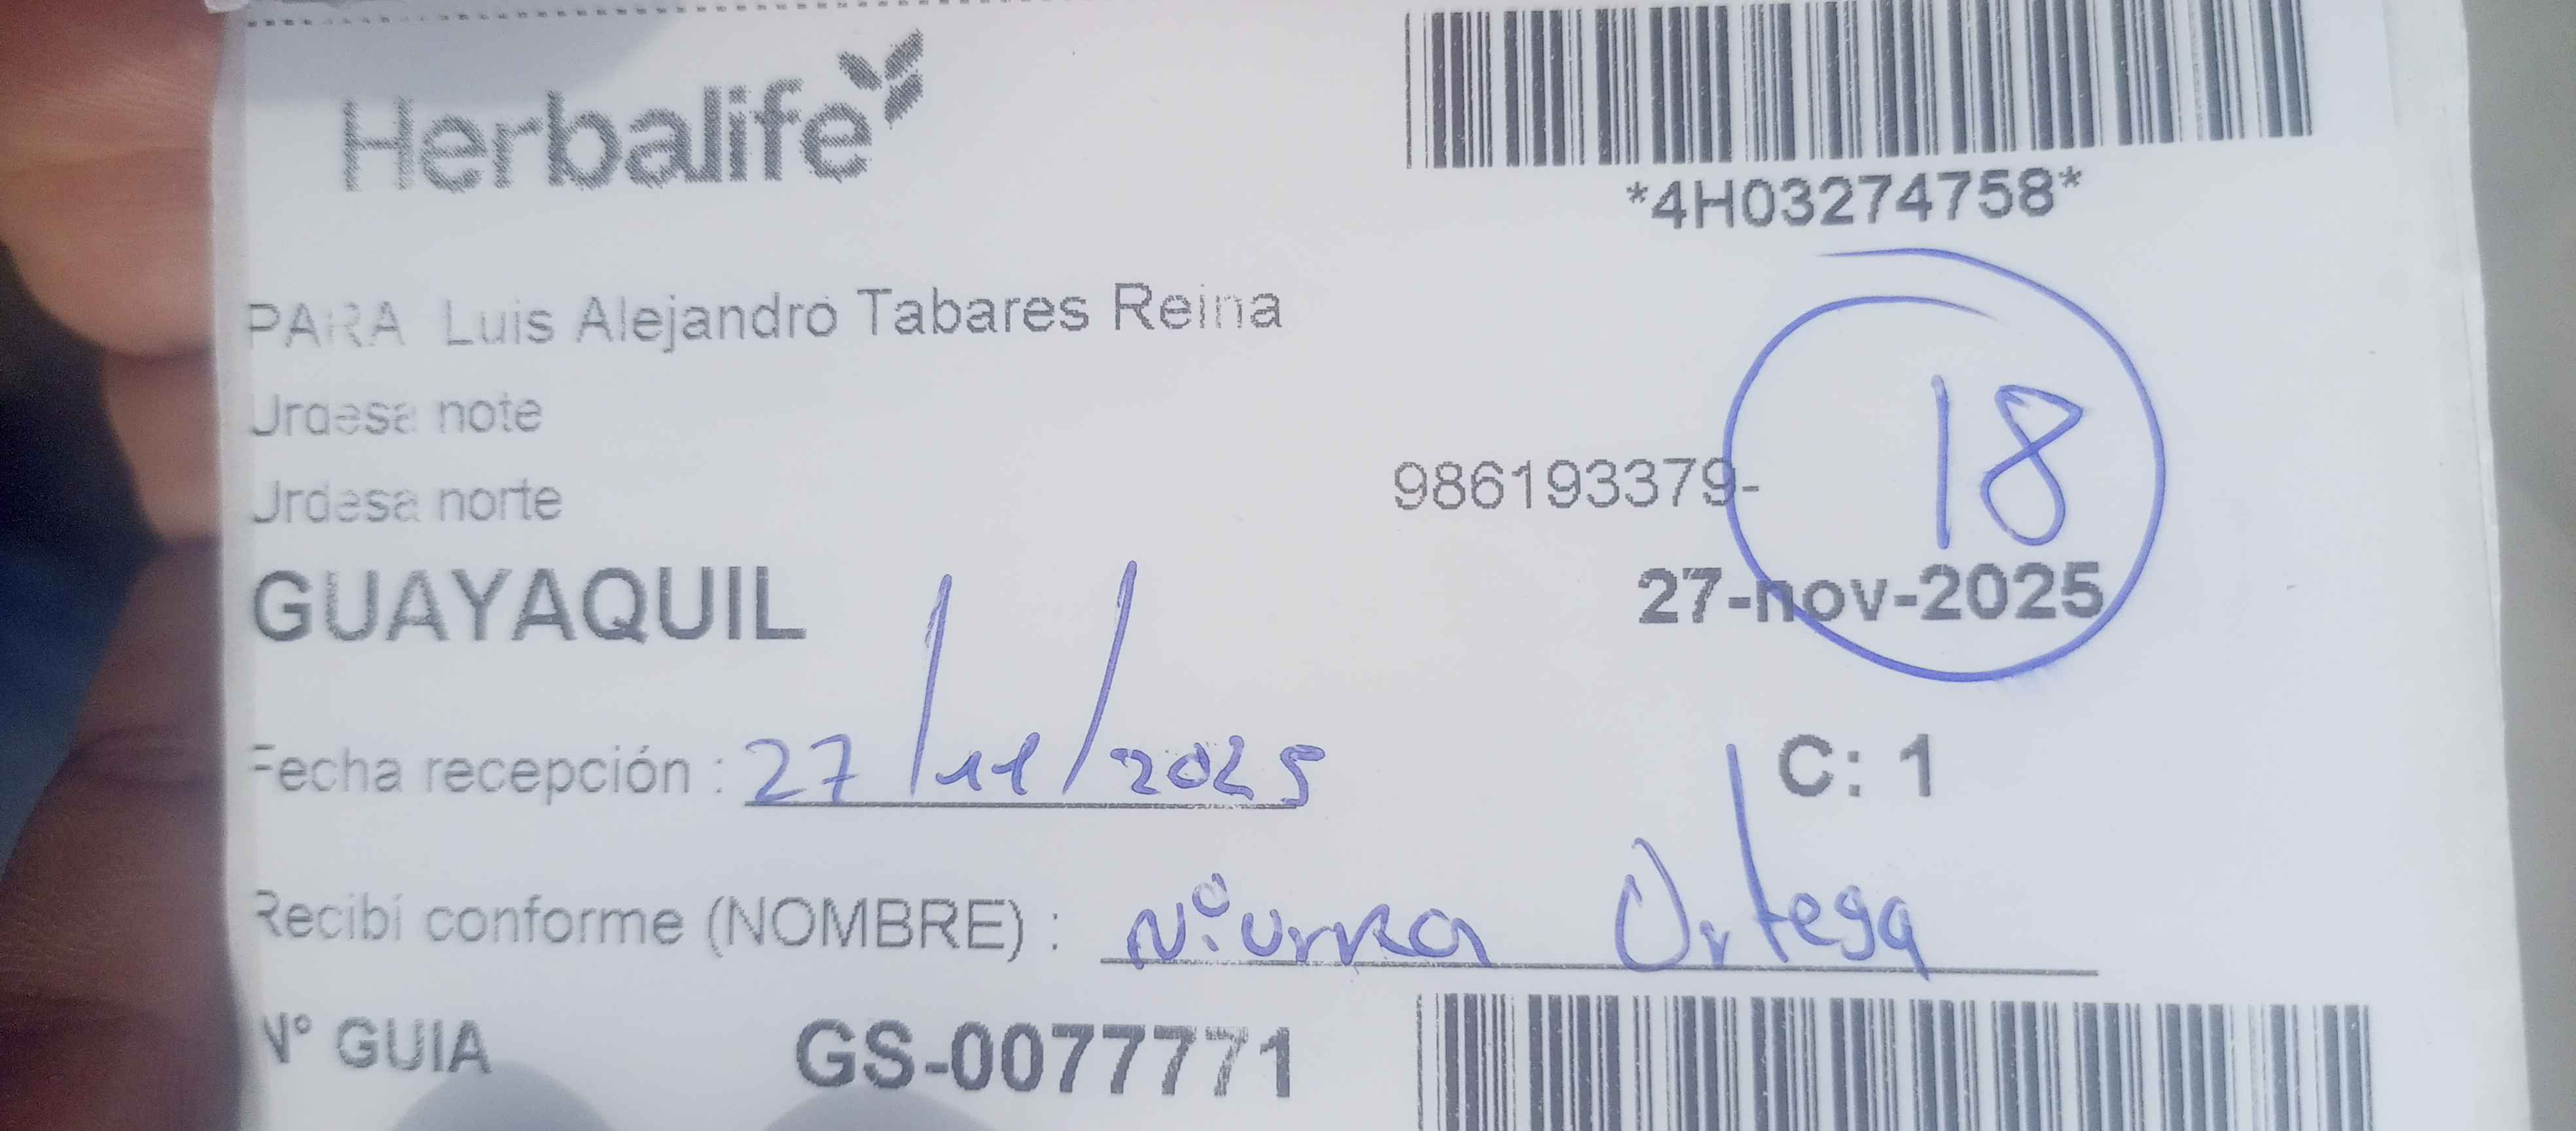 Herbalife
*4H03274758*
PARA Luis Alejandro Tabares Reina
Urdesa note
18
Urdesa norte
986193379-
GUAYAQUIL
27-nov-2025
Fecha recepción : 27/11/2025
C: 1
Recibí conforme (NOMBRE) : Ortega
N° GUIA GS-0077771